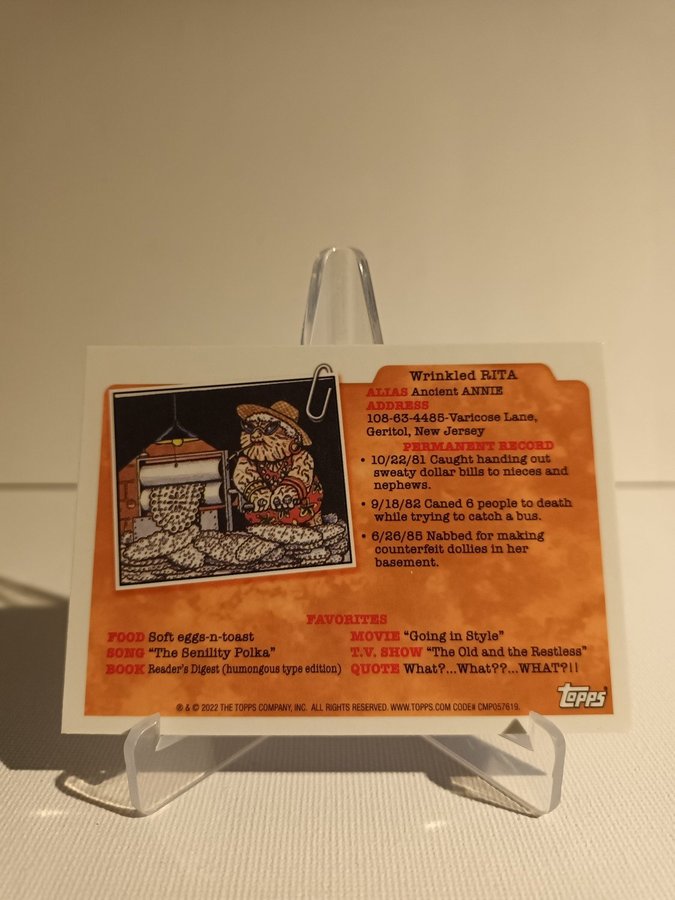 Wrinkled RITA
ALIAS Ancient ANNIE
ADDRESS
108-63-4485-Varicose Lane,
Geritol, New Jersey
PERMANENT RECORD
• 10/22/81 Caught handing out
sweaty dollar bills to nieces and
nephews.
• 9/18/82 Caned 6 people to death
while trying to catch a bus.
• 6/26/85 Nabbed for making
counterfeit dollies in her
basement.
FAVORITES
FOOD Soft eggs-n-toast
SONG "The Senility Polka"
BOOK Reader's Digest (humongous type edition)
MOVIE "Going in Style"
T.V. SHOW "The Old and the Restless"
QUOTE What?...What??...WHAT?!!
topps
® & © 2022 THE TOPPS COMPANY, INC. ALL RIGHTS RESERVED. WWW.TOPPS.COM CODE# CMP057619.